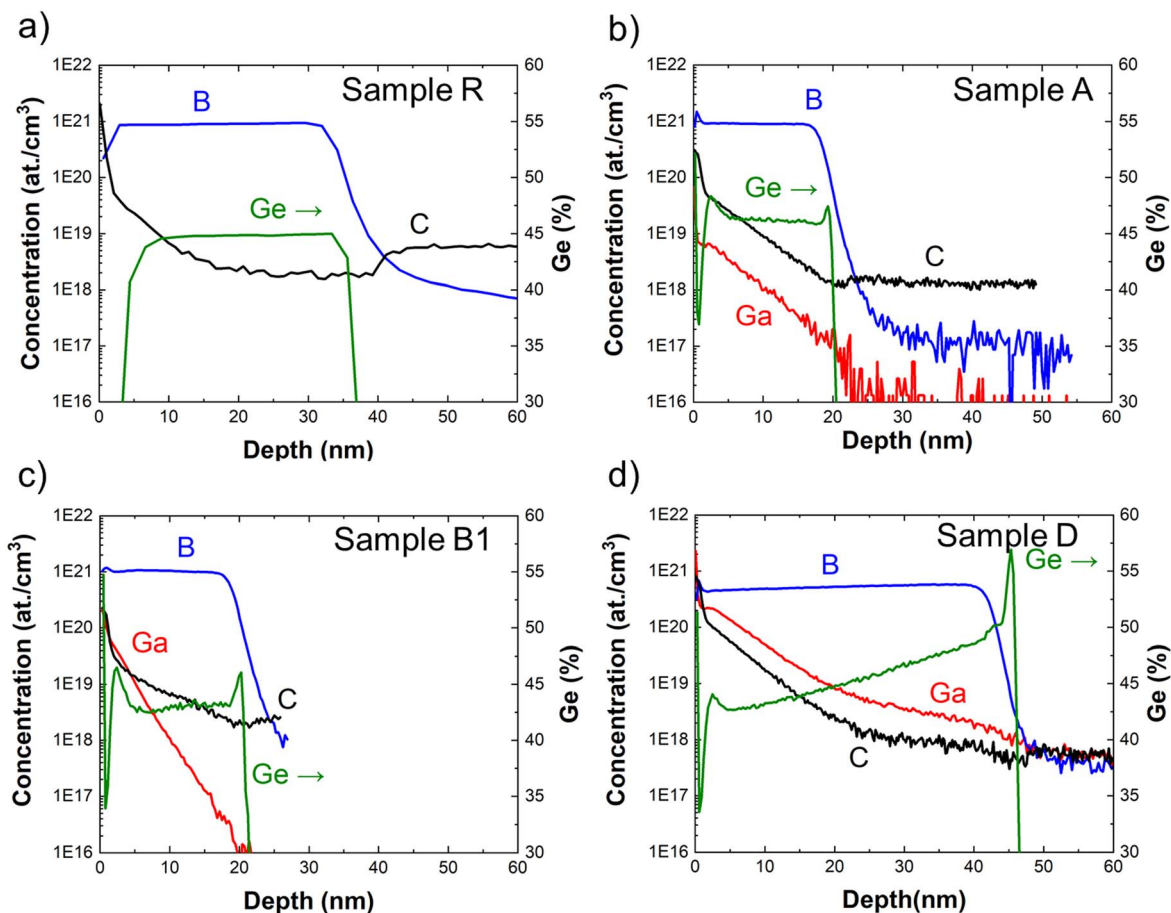 a)
Sample R
B
Ge →
C
1E22
1E21
1E20
1E19
1E18
1E17
1E16
Concentration (at./cm³)
60
55
50
45
40
35
30
Ge (%)
0 10 20 30 40 50 60
Depth (nm)
b)
Sample A
B
Ge →
C
Ga
1E22
1E21
1E20
1E19
1E18
1E17
1E16
Concentration (at./cm³)
60
55
50
45
40
35
30
Ge (%)
0 10 20 30 40 50 60
Depth (nm)
c)
Sample B1
B
Ga
C
Ge →
1E22
1E21
1E20
1E19
1E18
1E17
1E16
Concentration (at./cm³)
60
55
50
45
40
35
30
Ge (%)
0 10 20 30 40 50 60
Depth (nm)
d)
Sample D
B
Ge →
Ga
C
1E22
1E21
1E20
1E19
1E18
1E17
1E16
Concentration (at./cm³)
60
55
50
45
40
35
30
Ge (%)
0 10 20 30 40 50 60
Depth(nm)